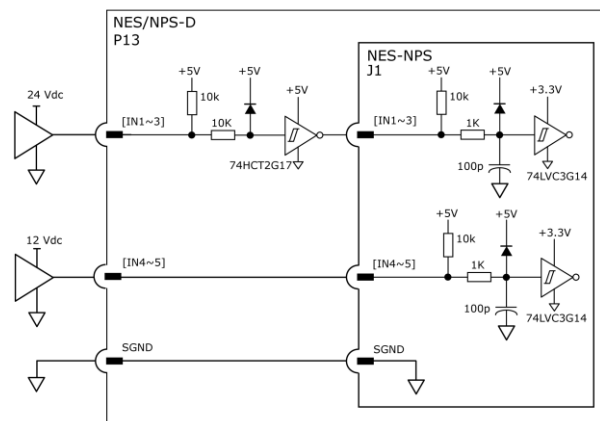 NES/NPS-D
P13
NES-NPS
J1
24 Vdc
+5V
+5V
+5V
+5V
+5V
+3.3V
[IN1~3]
10k
10K
74HCT2G17
[IN1~3]
10k
1K
100p
74LVC3G14
12 Vdc
+5V
+5V
+3.3V
[IN4~5]
[IN4~5]
10k
1K
100p
74LVC3G14
SGND
SGND